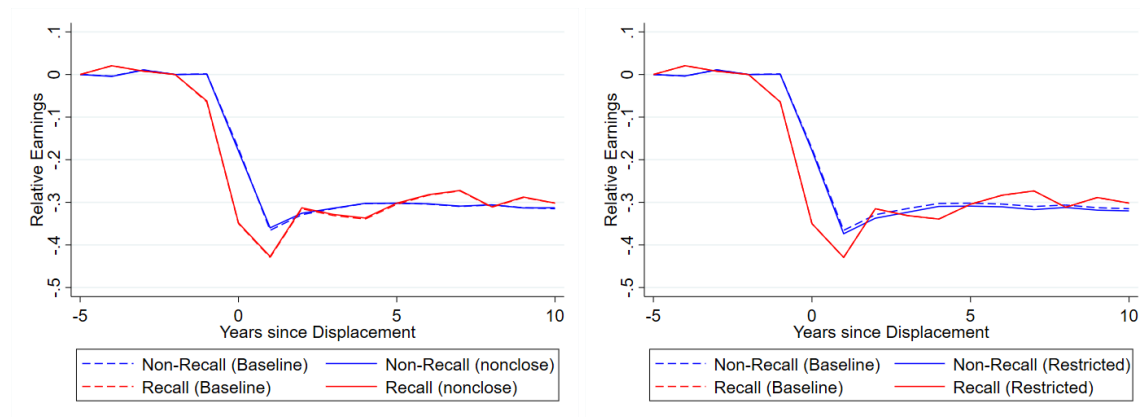 Relative Earnings
.1
0
-.1
-.2
-.3
-.4
-.5
-5
0
5
10
Years since Displacement
Non-Recall (Baseline)
Non-Recall (nonclose)
Recall (Baseline)
Recall (nonclose)
Relative Earnings
.1
0
-.1
-.2
-.3
-.4
-.5
-5
0
5
10
Years since Displacement
Non-Recall (Baseline)
Non-Recall (Restricted)
Recall (Baseline)
Recall (Restricted)